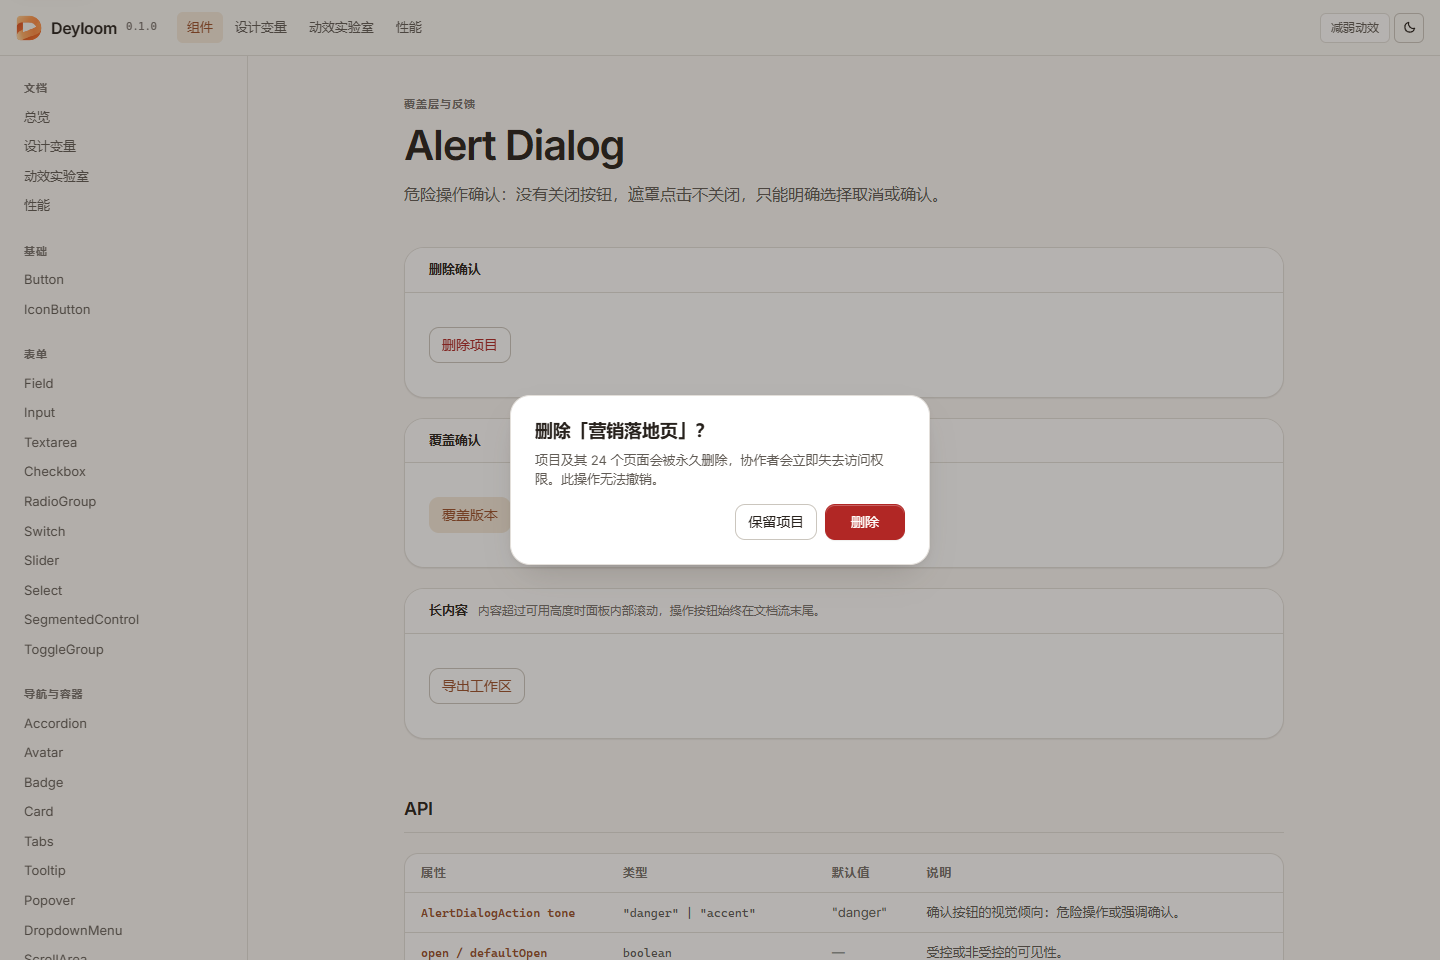 Deyloom 0.1.0 组件 设计变量 动效实验室 性能 减弱动效
文档
总览
设计变量
动效实验室
性能
基础
Button
IconButton
表单
Field
Input
Textarea
Checkbox
RadioGroup
Switch
Slider
Select
SegmentedControl
ToggleGroup
导航与容器
Accordion
Avatar
Badge
Card
Tabs
Tooltip
Popover
DropdownMenu
ScrollArea
覆盖层与反馈
Alert Dialog
危险操作确认：没有关闭按钮，遮罩点击不关闭，只能明确选择取消或确认。
删除确认
删除项目
覆盖确认
覆盖版本
删除「营销落地页」？
项目及其 24 个页面会被永久删除，协作者会立即失去访问权
限。此操作无法撤销。
保留项目 删除
长内容 内容超过可用高度时面板内部滚动，操作按钮始终在文档流末尾。
导出工作区
API
属性 类型 默认值 说明
AlertDialogAction tone "danger" | "accent" "danger" 确认按钮的视觉倾向：危险操作或强调确认。
open / defaultOpen boolean — 受控或非受控的可见性。